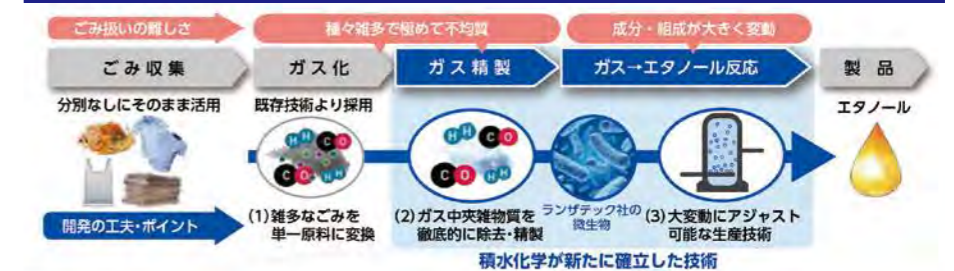 ごみ扱いの難しさ
種々雑多で極めて不均質
成分・組成が大きく変動
ごみ収集
ガス化
ガス精製
ガス→エタノール反応
製品
分別なしにそのまま活用
既存技術より採用
エタノール
H H C O
C O H H
H H C O
C O H H
開発の工夫・ポイント
(1)雑多なごみを
単一原料に変換
(2)ガス中夾雑物質を
徹底的に除去・精製
ランザテック社の
微生物
(3)大変動にアジャスト
可能な生産技術
積水化学が新たに確立した技術